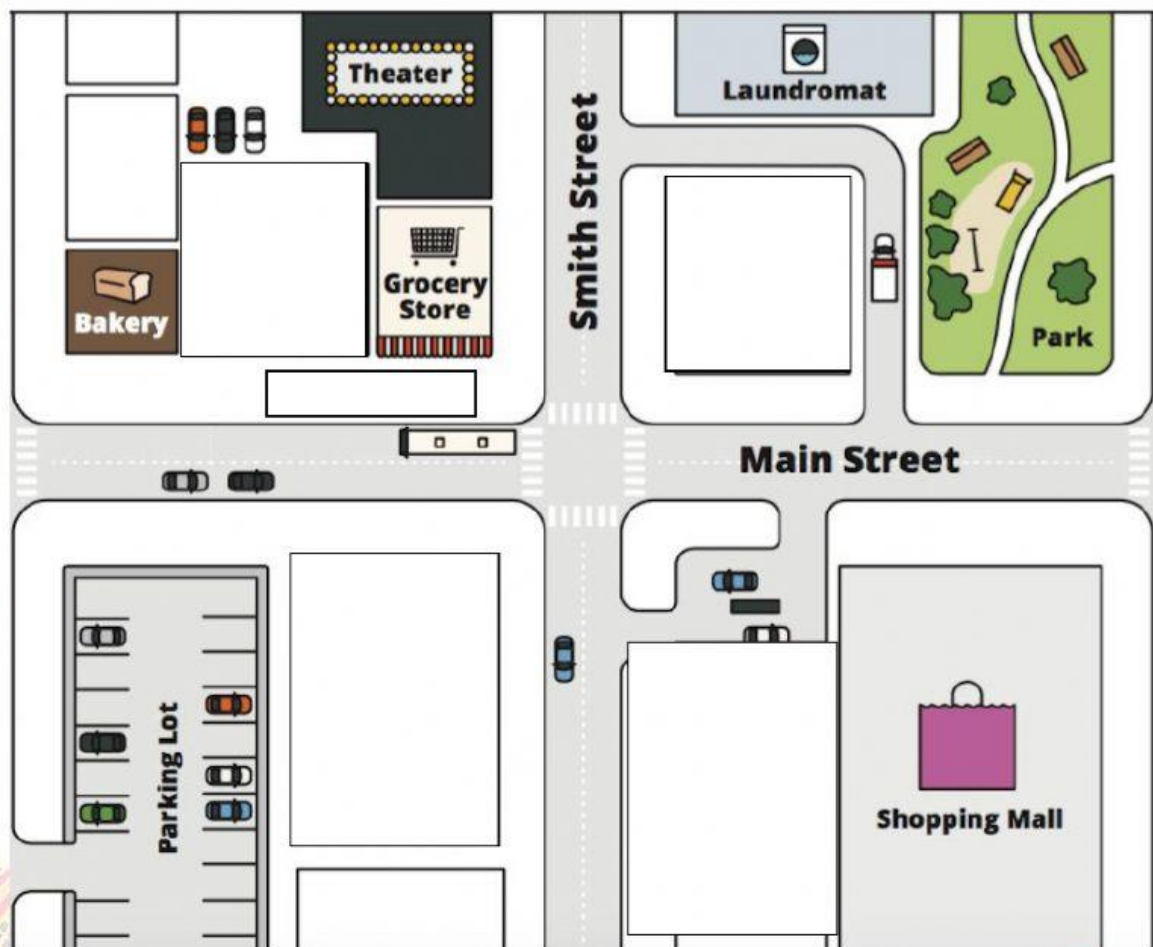 Theater
Laundromat
Smith Street
Grocery
Store
Bakery
Park
Main Street
Parking Lot
Shopping Mall